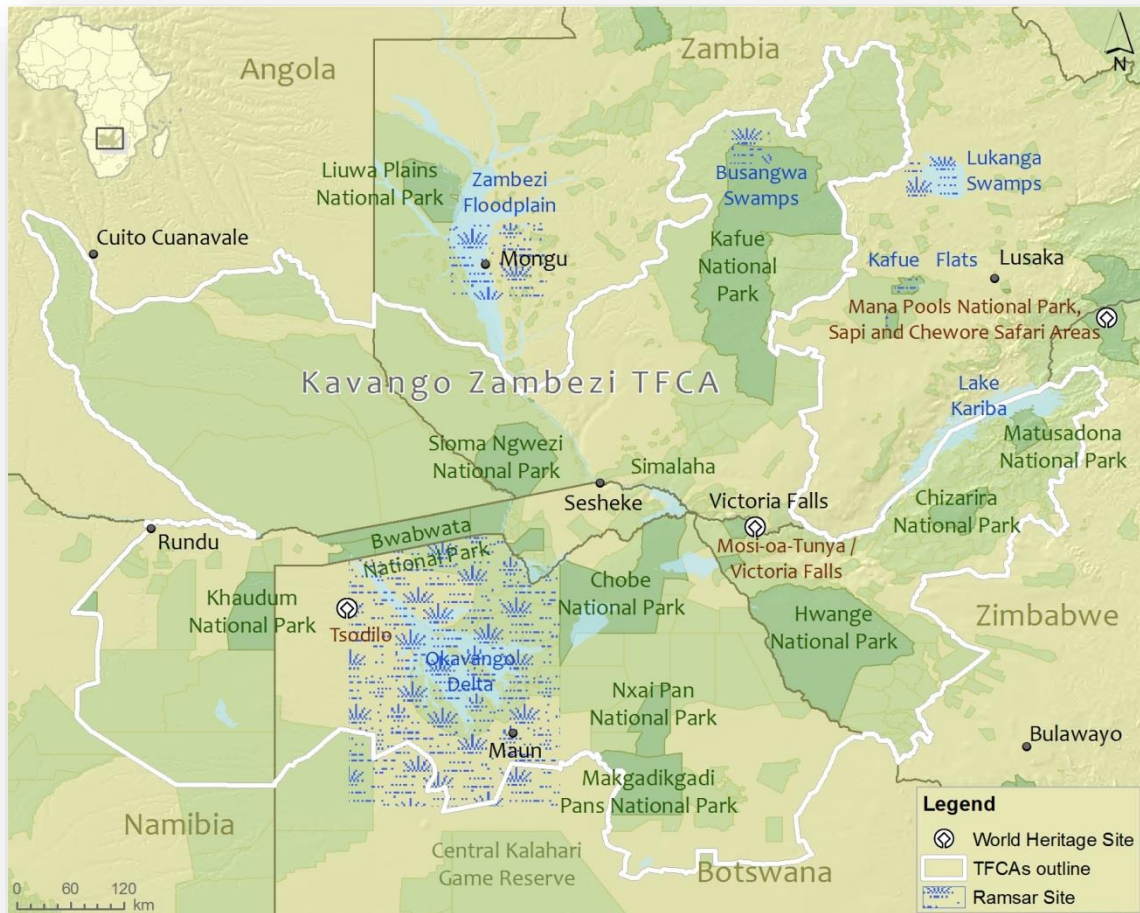 Angola
Zambia
N
Liuwa Plains
National Park
Zambezi
Floodplain
Busangwa
Swamps
Lukanga
Swamps
Cuito Cuanavale
Mongu
Kafue
National
Park
Kafue Flats
Lusaka
Mana Pools National Park,
Sapi and Chewore Safari Areas
Kavango Zambezi TFCA
Lake
Kariba
Matusadona
National Park
Sioma Ngwezi
National Park
Simalaha
Sesheke
Victoria Falls
Chizarira
National Park
Rundu
Bwabwata
National Park
Mosi-oa-Tunya /
Victoria Falls
Khaudum
National Park
Tsodilo
Chobe
National Park
Hwange
National Park
Zimbabwe
Okavango
Delta
Nxai Pan
National Park
Maun
Bulawayo
Makgadikgadi
Pans National Park
Namibia
Central Kalahari
Game Reserve
Botswana
Legend
World Heritage Site
TFCAs outline
Ramsar Site
0 60 120
km